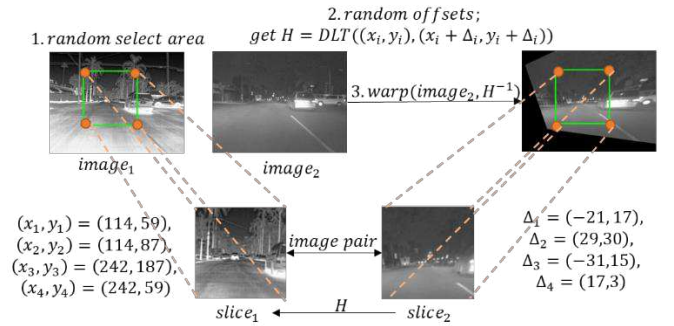 1. random select area
2. random offsets;
get H = DLT((xᵢ, yᵢ), (xᵢ + Δᵢ, yᵢ + Δᵢ))
3. warp(image₂, H⁻¹)
image₁
image₂
(x₁, y₁) = (114, 59),
(x₂, y₂) = (114, 87),
(x₃, y₃) = (242, 187),
(x₄, y₄) = (242, 59)
image pair
Δ₁ = (−21, 17),
Δ₂ = (29, 30),
Δ₃ = (−31, 15),
Δ₄ = (17, 3)
slice₁
H
slice₂